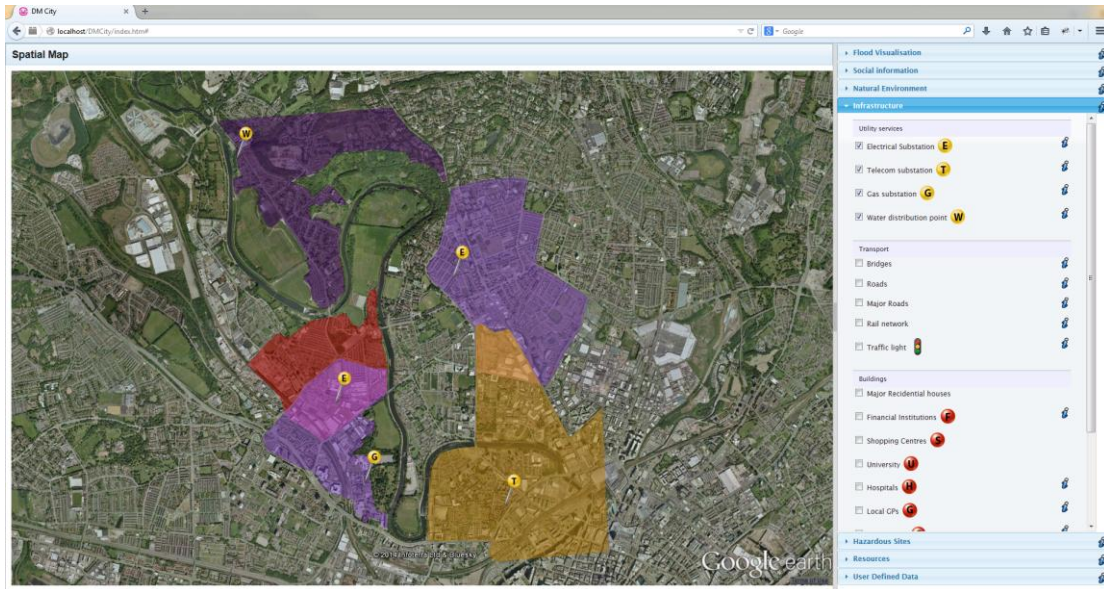 DM City
localhost/DMCity/index.htm#
Google
Spatial Map
W
E
E
G
T
Google earth
Flood Visualisation
Social information
Natural Environment
Infrastructure
Utility services
Electrical Substation E
Telecom substation T
Gas substation G
Water distribution point W
Transport
Bridges
Roads
Major Roads
Rail network
Traffic light
Buildings
Major Recidential houses
Financial Institutions F
Shopping Centres S
University U
Hospitals H
Local GPs G
Hazardous Sites
Resources
User Defined Data